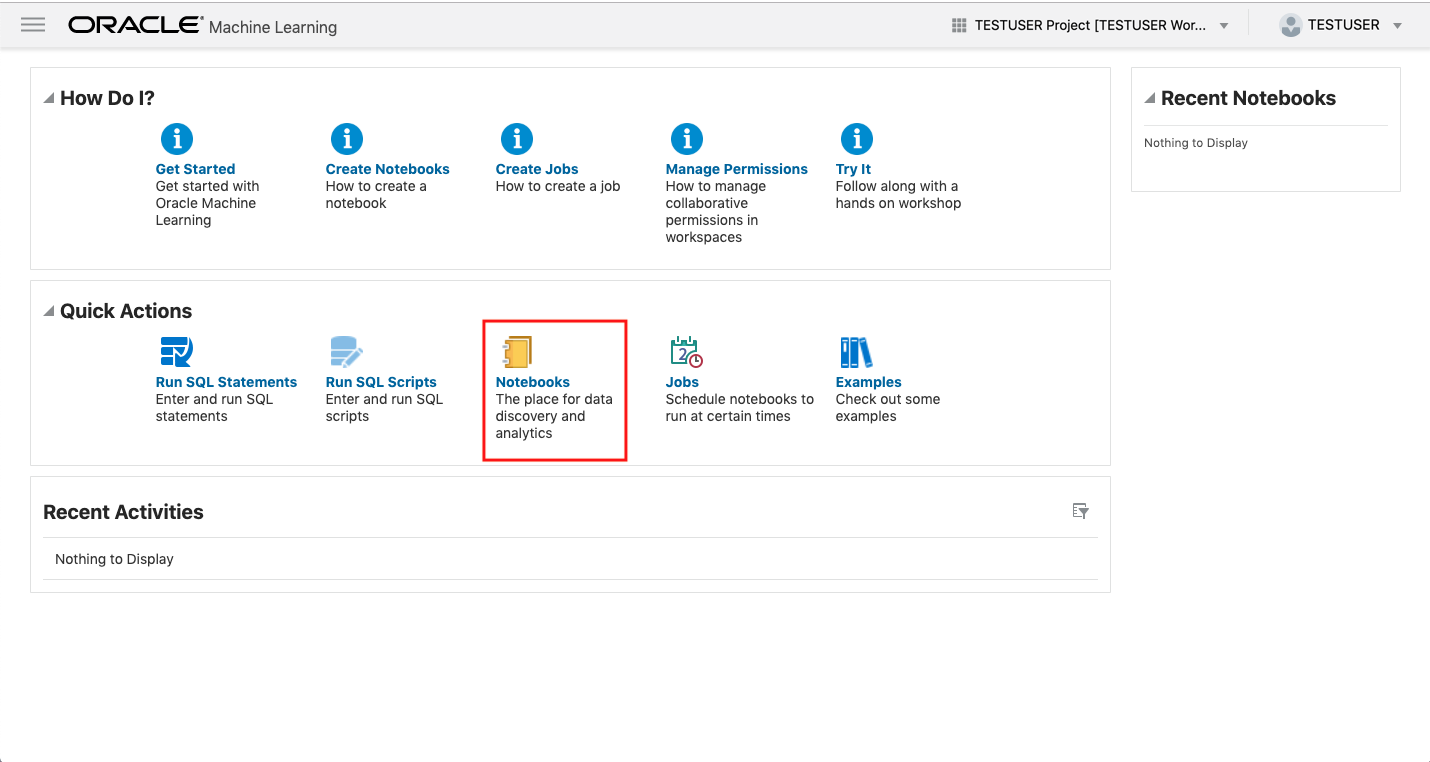 ORACLE Machine Learning
TESTUSER Project [TESTUSER Wor...
TESTUSER
How Do I?
Get Started
Get started with
Oracle Machine
Learning
Create Notebooks
How to create a
notebook
Create Jobs
How to create a job
Manage Permissions
How to manage
collaborative
permissions in
workspaces
Try It
Follow along with a
hands on workshop
Recent Notebooks
Nothing to Display
Quick Actions
Run SQL Statements
Enter and run SQL
statements
Run SQL Scripts
Enter and run SQL
scripts
Notebooks
The place for data
discovery and
analytics
2
Jobs
Schedule notebooks to
run at certain times
Examples
Check out some
examples
Recent Activities
Nothing to Display